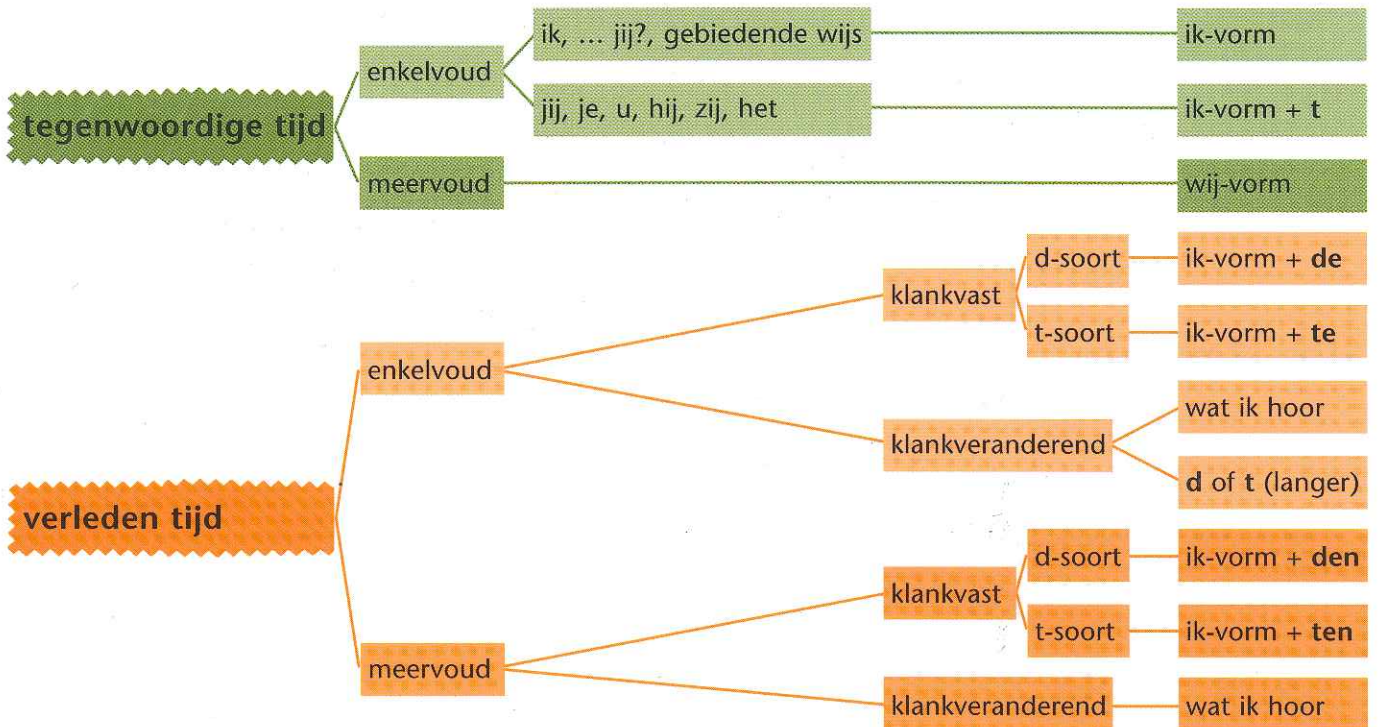 ik, ... jij?, gebiedende wijs
ik-vorm
enkelvoud
jij, je, u, hij, zij, het
ik-vorm + t
tegenwoordige tijd
meervoud
wij-vorm
d-soort
ik-vorm + de
klankvast
t-soort
ik-vorm + te
enkelvoud
wat ik hoor
klankveranderend
d of t (langer)
verleden tijd
d-soort
ik-vorm + den
klankvast
t-soort
ik-vorm + ten
meervoud
klankveranderend
wat ik hoor